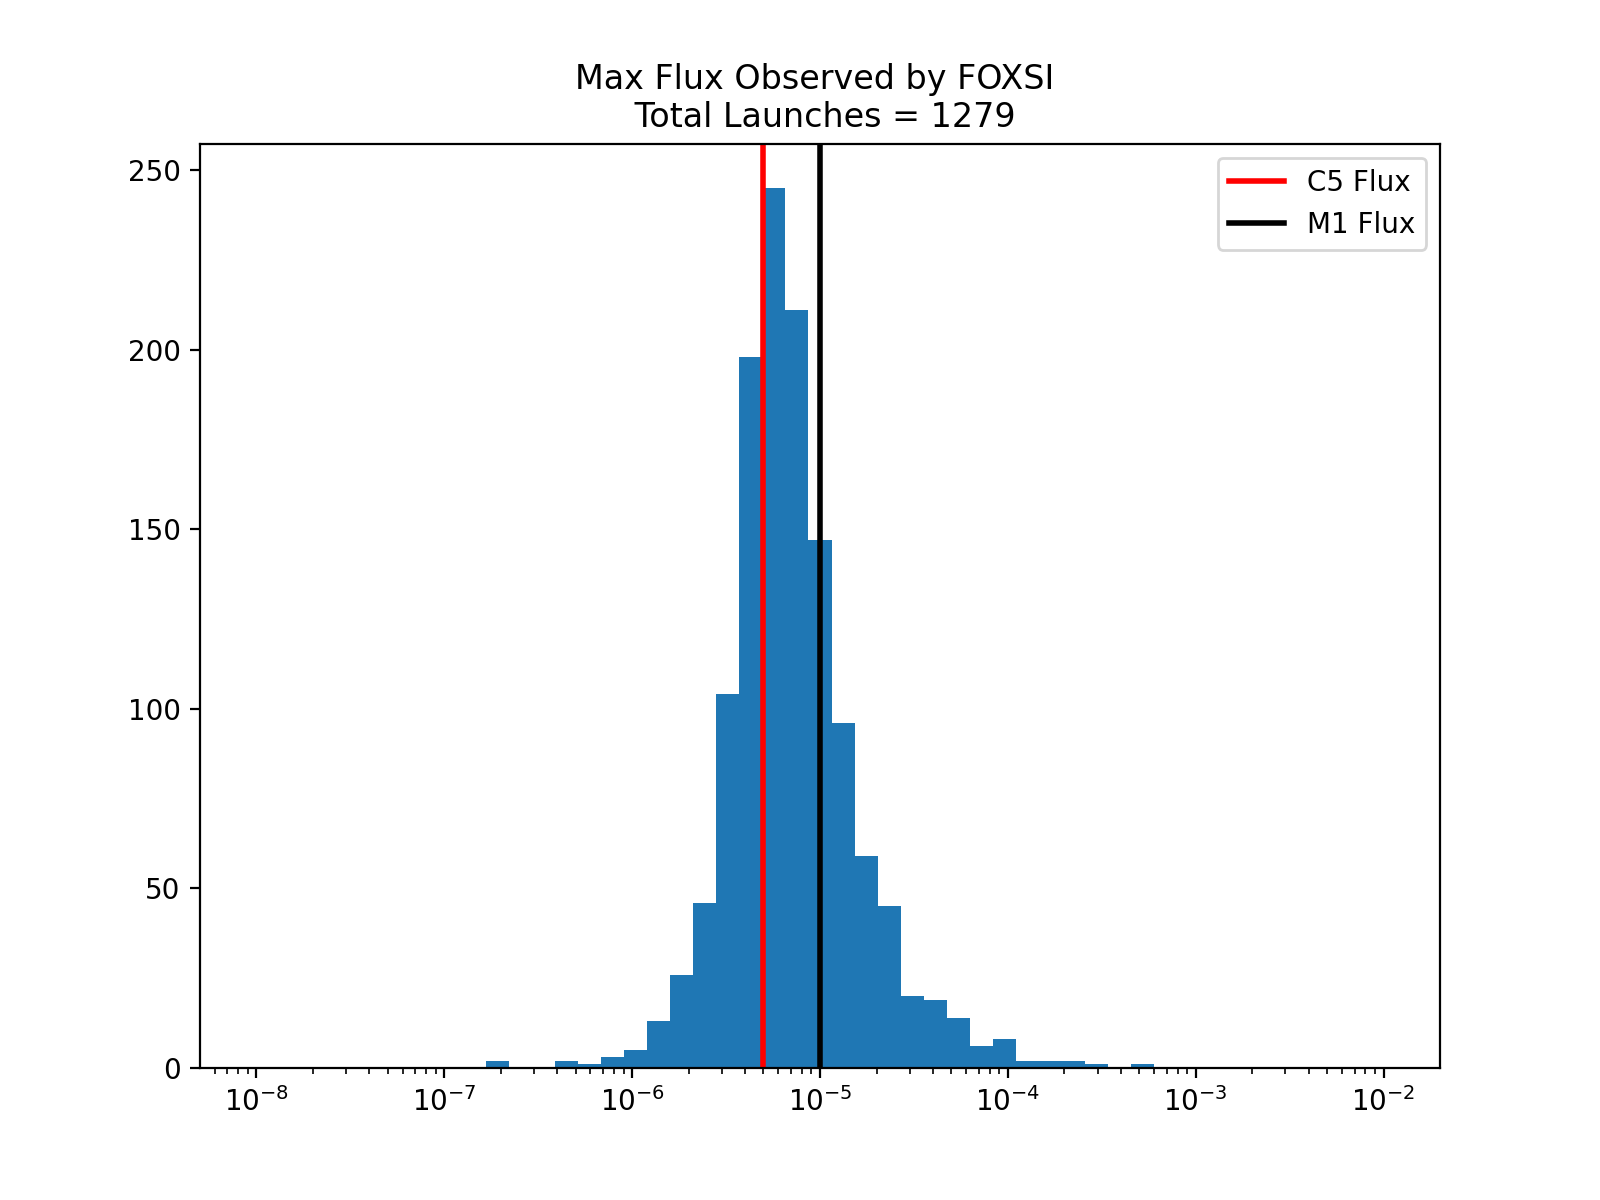 Max Flux Observed by FOXSI
Total Launches = 1279
C5 Flux
M1 Flux
250
200
150
100
50
0
10⁻⁸ 10⁻⁷ 10⁻⁶ 10⁻⁵ 10⁻⁴ 10⁻³ 10⁻²